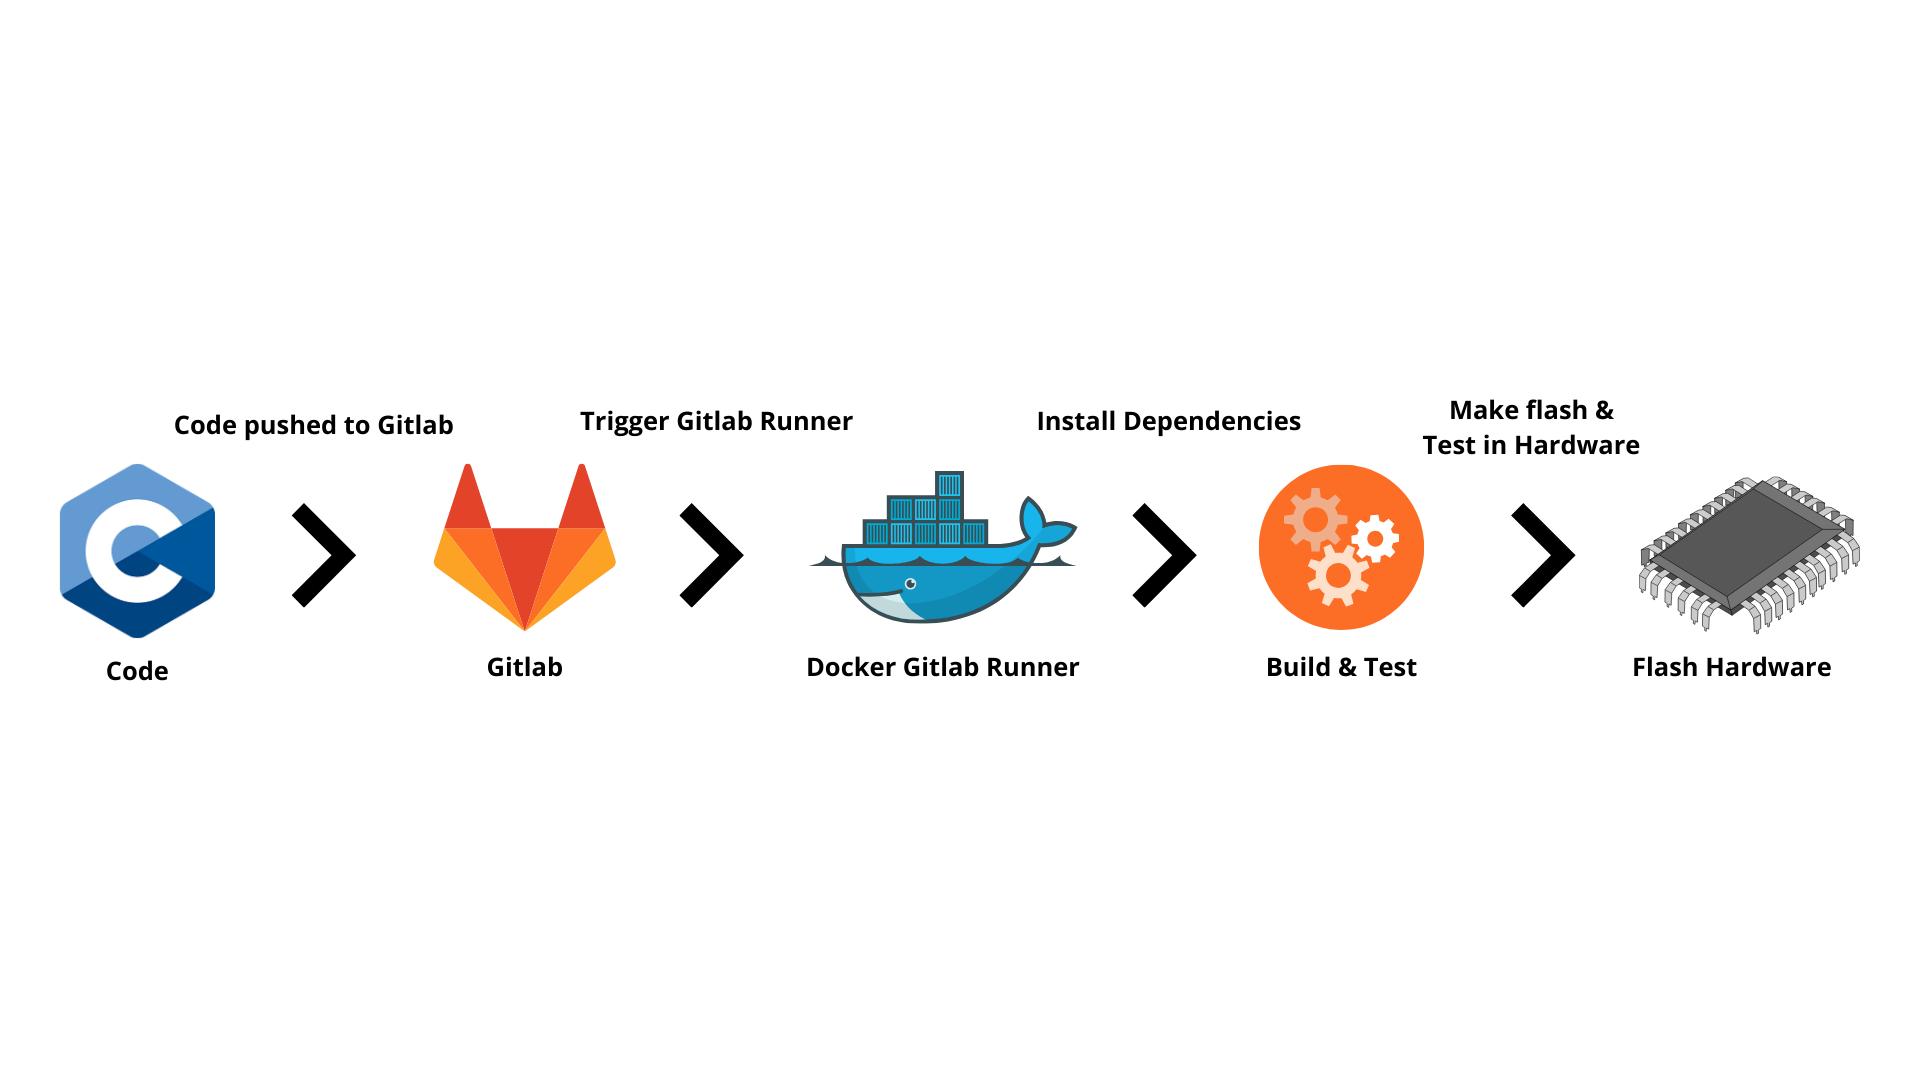 Code pushed to Gitlab
Trigger Gitlab Runner
Install Dependencies
Make flash &
Test in Hardware
C
Code
Gitlab
Docker Gitlab Runner
Build & Test
Flash Hardware